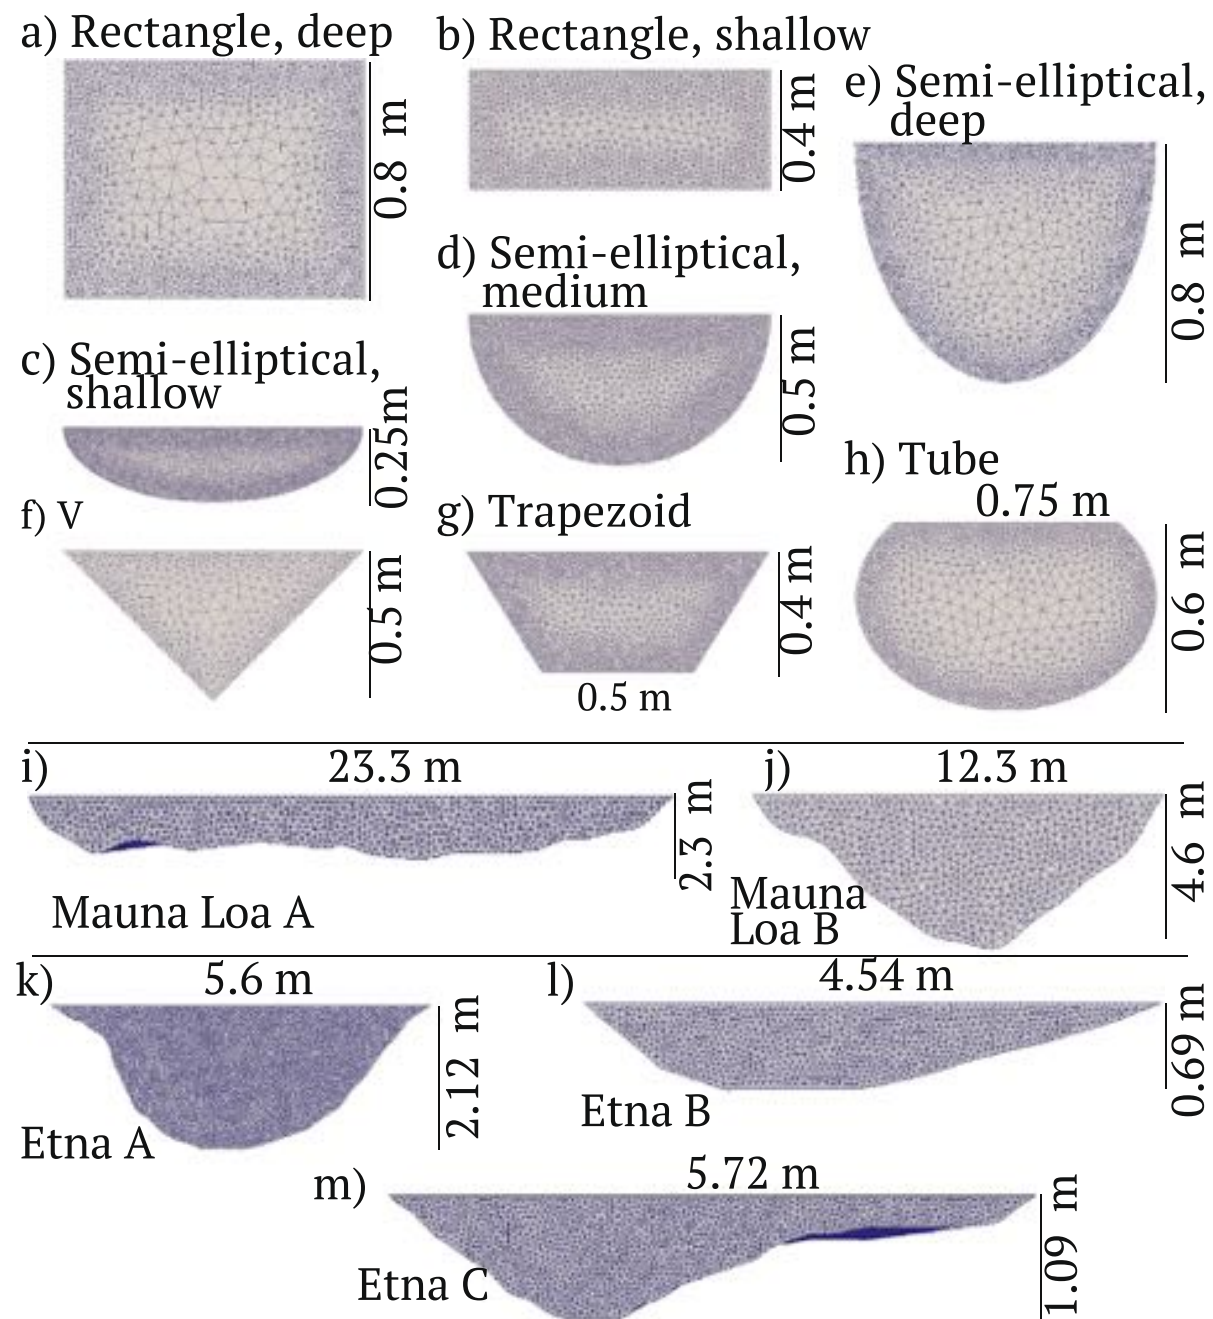 a) Rectangle, deep
0.8 m
b) Rectangle, shallow
0.4 m
e) Semi-elliptical,
deep
0.8 m
d) Semi-elliptical,
medium
0.5 m
c) Semi-elliptical,
shallow
0.25m
h) Tube
0.75 m
0.6 m
f) V
0.5 m
g) Trapezoid
0.4 m
0.5 m
i)
23.3 m
2.3 m
Mauna Loa A
j)
12.3 m
4.6 m
Mauna
Loa B
k)
5.6 m
2.12 m
Etna A
l)
4.54 m
0.69 m
Etna B
m)
5.72 m
1.09 m
Etna C